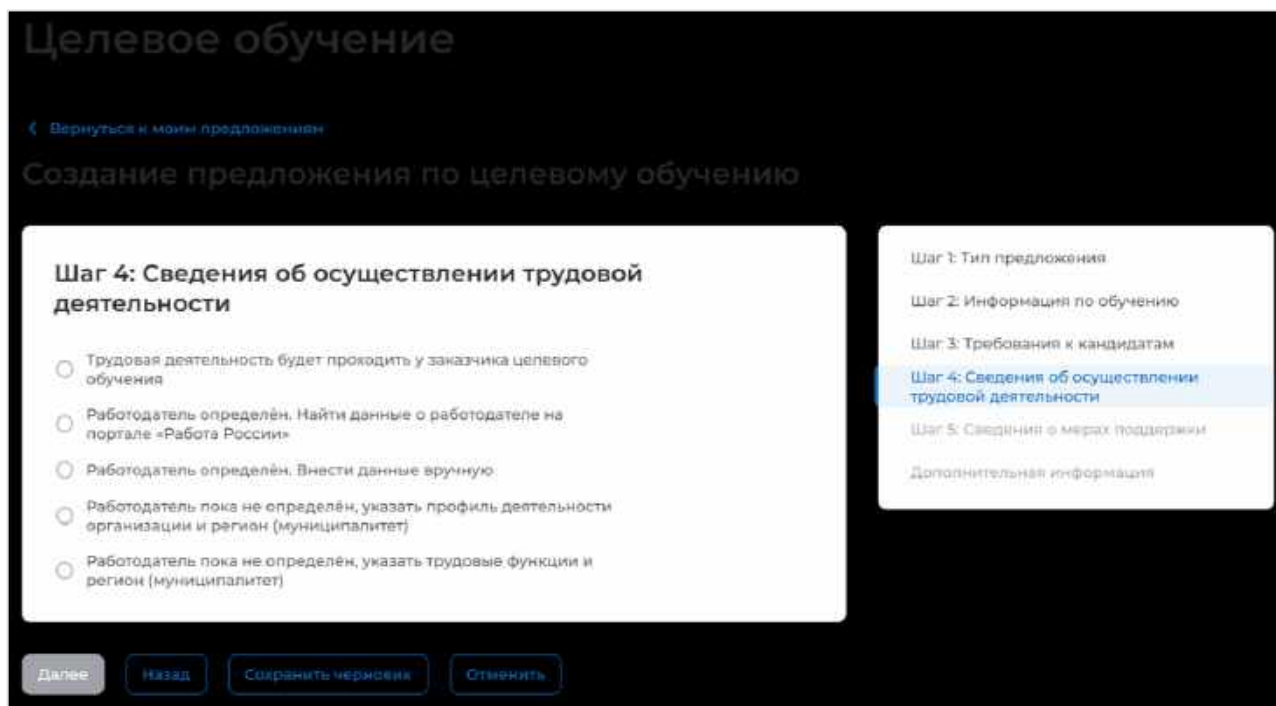 Целевое обучение
Вернуться к моим предложениям
Создание предложения по целевому обучению
Шаг 4: Сведения об осуществлении трудовой
деятельности
Трудовая деятельность будет проходить у заказчика целевого
обучения
Работодатель определён. Найти данные о работодателе на
портале «Работа России»
Работодатель определён. Внести данные вручную
Работодатель пока не определён, указать профиль деятельности
организации и регион (муниципалитет)
Работодатель пока не определён, указать трудовые функции и
регион (муниципалитет)
Шаг 1: Тип предложения
Шаг 2: Информация по обучению
Шаг 3: Требования к кандидатам
Шаг 4: Сведения об осуществлении
трудовой деятельности
Шаг 5: Сведения о мерах поддержки
Дополнительная информация
Далее
Назад
Сохранить черновик
Отменить